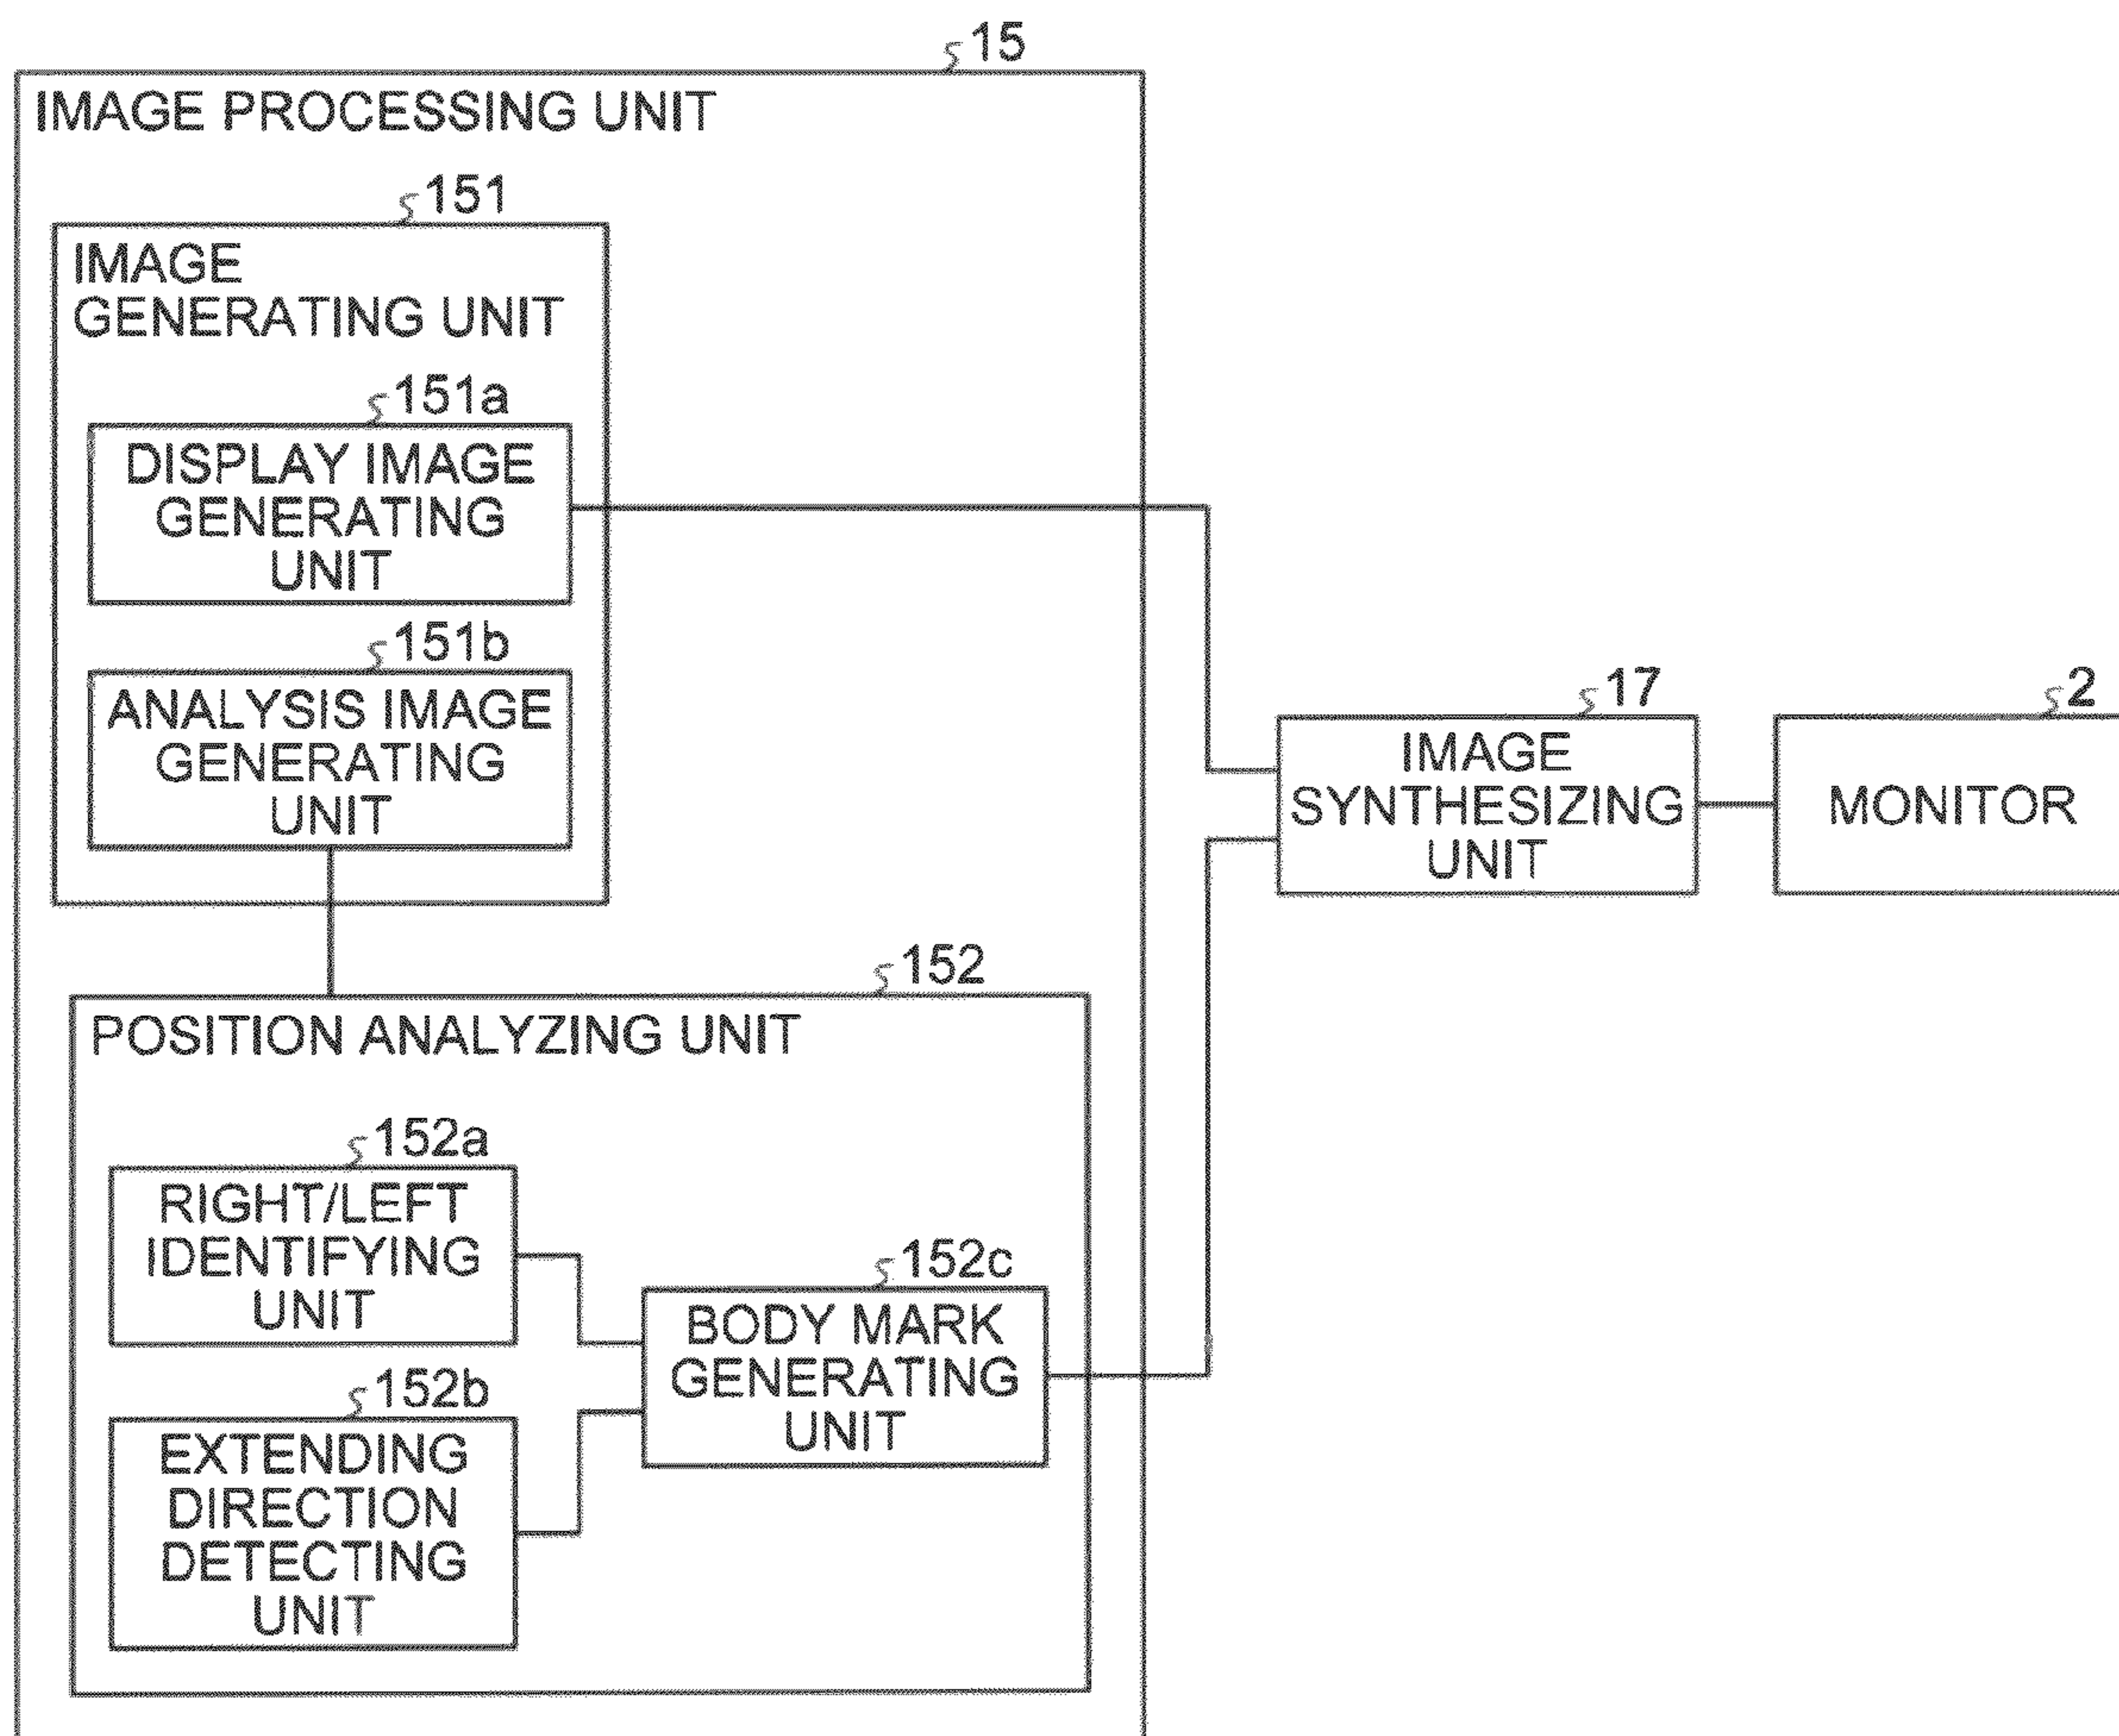 15
IMAGE PROCESSING UNIT
151
IMAGE
GENERATING UNIT
151a
DISPLAY IMAGE
GENERATING
UNIT
151b
ANALYSIS IMAGE
GENERATING
UNIT
17
IMAGE
SYNTHESIZING
UNIT
2
MONITOR
152
POSITION ANALYZING UNIT
152a
RIGHT/LEFT
IDENTIFYING
UNIT
152b
EXTENDING
DIRECTION
DETECTING
UNIT
152c
BODY MARK
GENERATING
UNIT